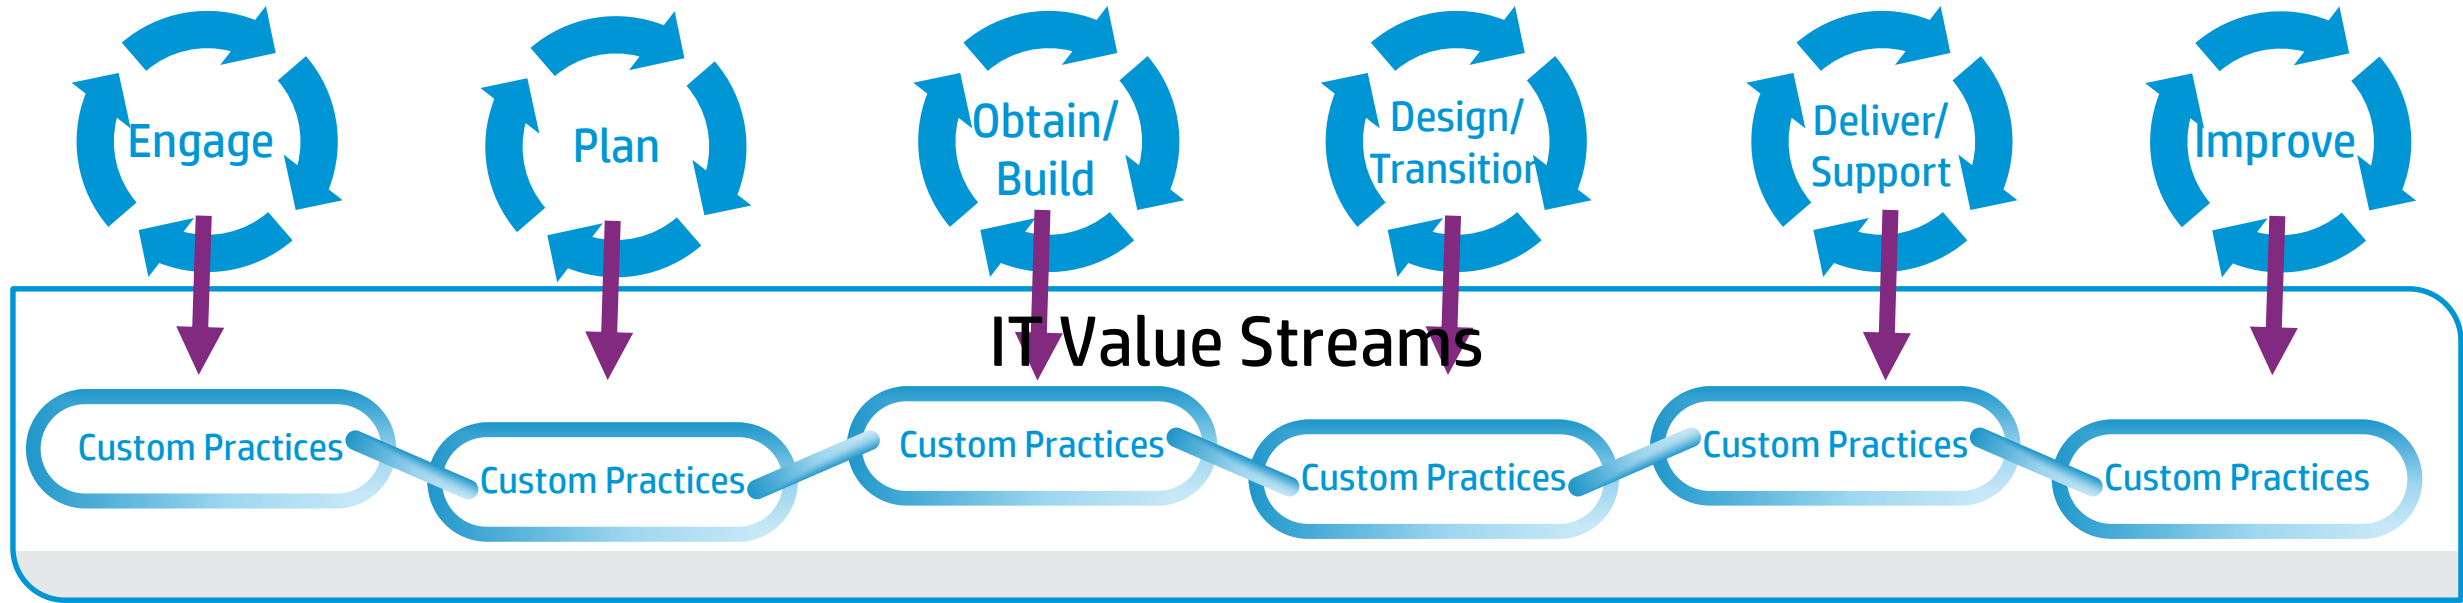 Engage
Plan
Obtain/
Build
Design/
Transition
Deliver/
Support
Improve
IT Value Streams
Custom Practices
Custom Practices
Custom Practices
Custom Practices
Custom Practices
Custom Practices